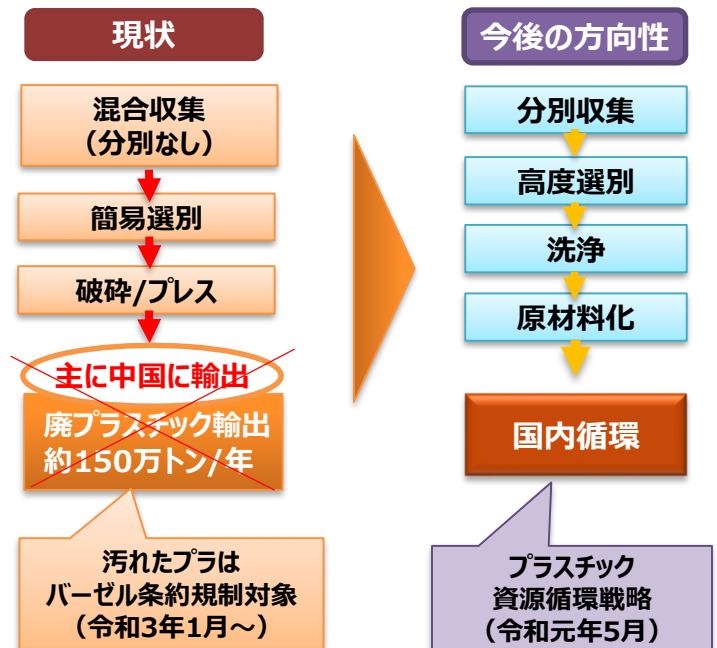 現状
混合収集
（分別なし）
簡易選別
破砕/プレス
主に中国に輸出
廃プラスチック輸出
約150万トン/年
汚れたプラは
バーゼル条約規制対象
（令和3年1月～）
今後の方向性
分別収集
高度選別
洗浄
原材料化
国内循環
プラスチック
資源循環戦略
（令和元年5月）